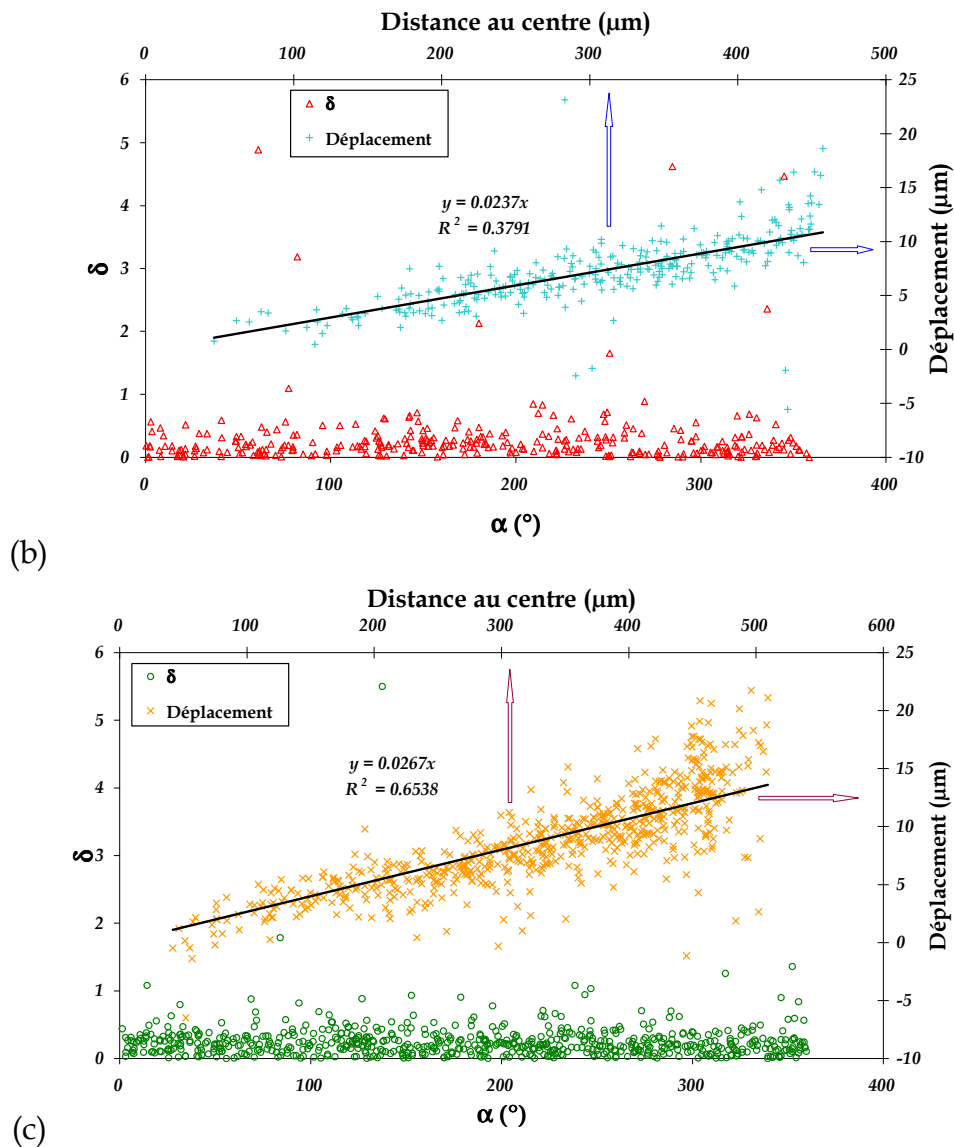 Distance au centre (µm)
0 100 200 300 400 500
6 25
δ
Déplacement
5 20
4 15
y = 0.0237x
R² = 0.3791
3 10
δ
Déplacement (µm)
2 5
0
1 -5
0 -10
0 100 200 300 400
α (°)
(b)
Distance au centre (µm)
0 100 200 300 400 500 600
6 25
δ
Déplacement
5 20
y = 0.0267x
R² = 0.6538
4 15
3 10
δ
Déplacement (µm)
5
2 0
1 -5
0 -10
0 100 200 300 400
α (°)
(c)